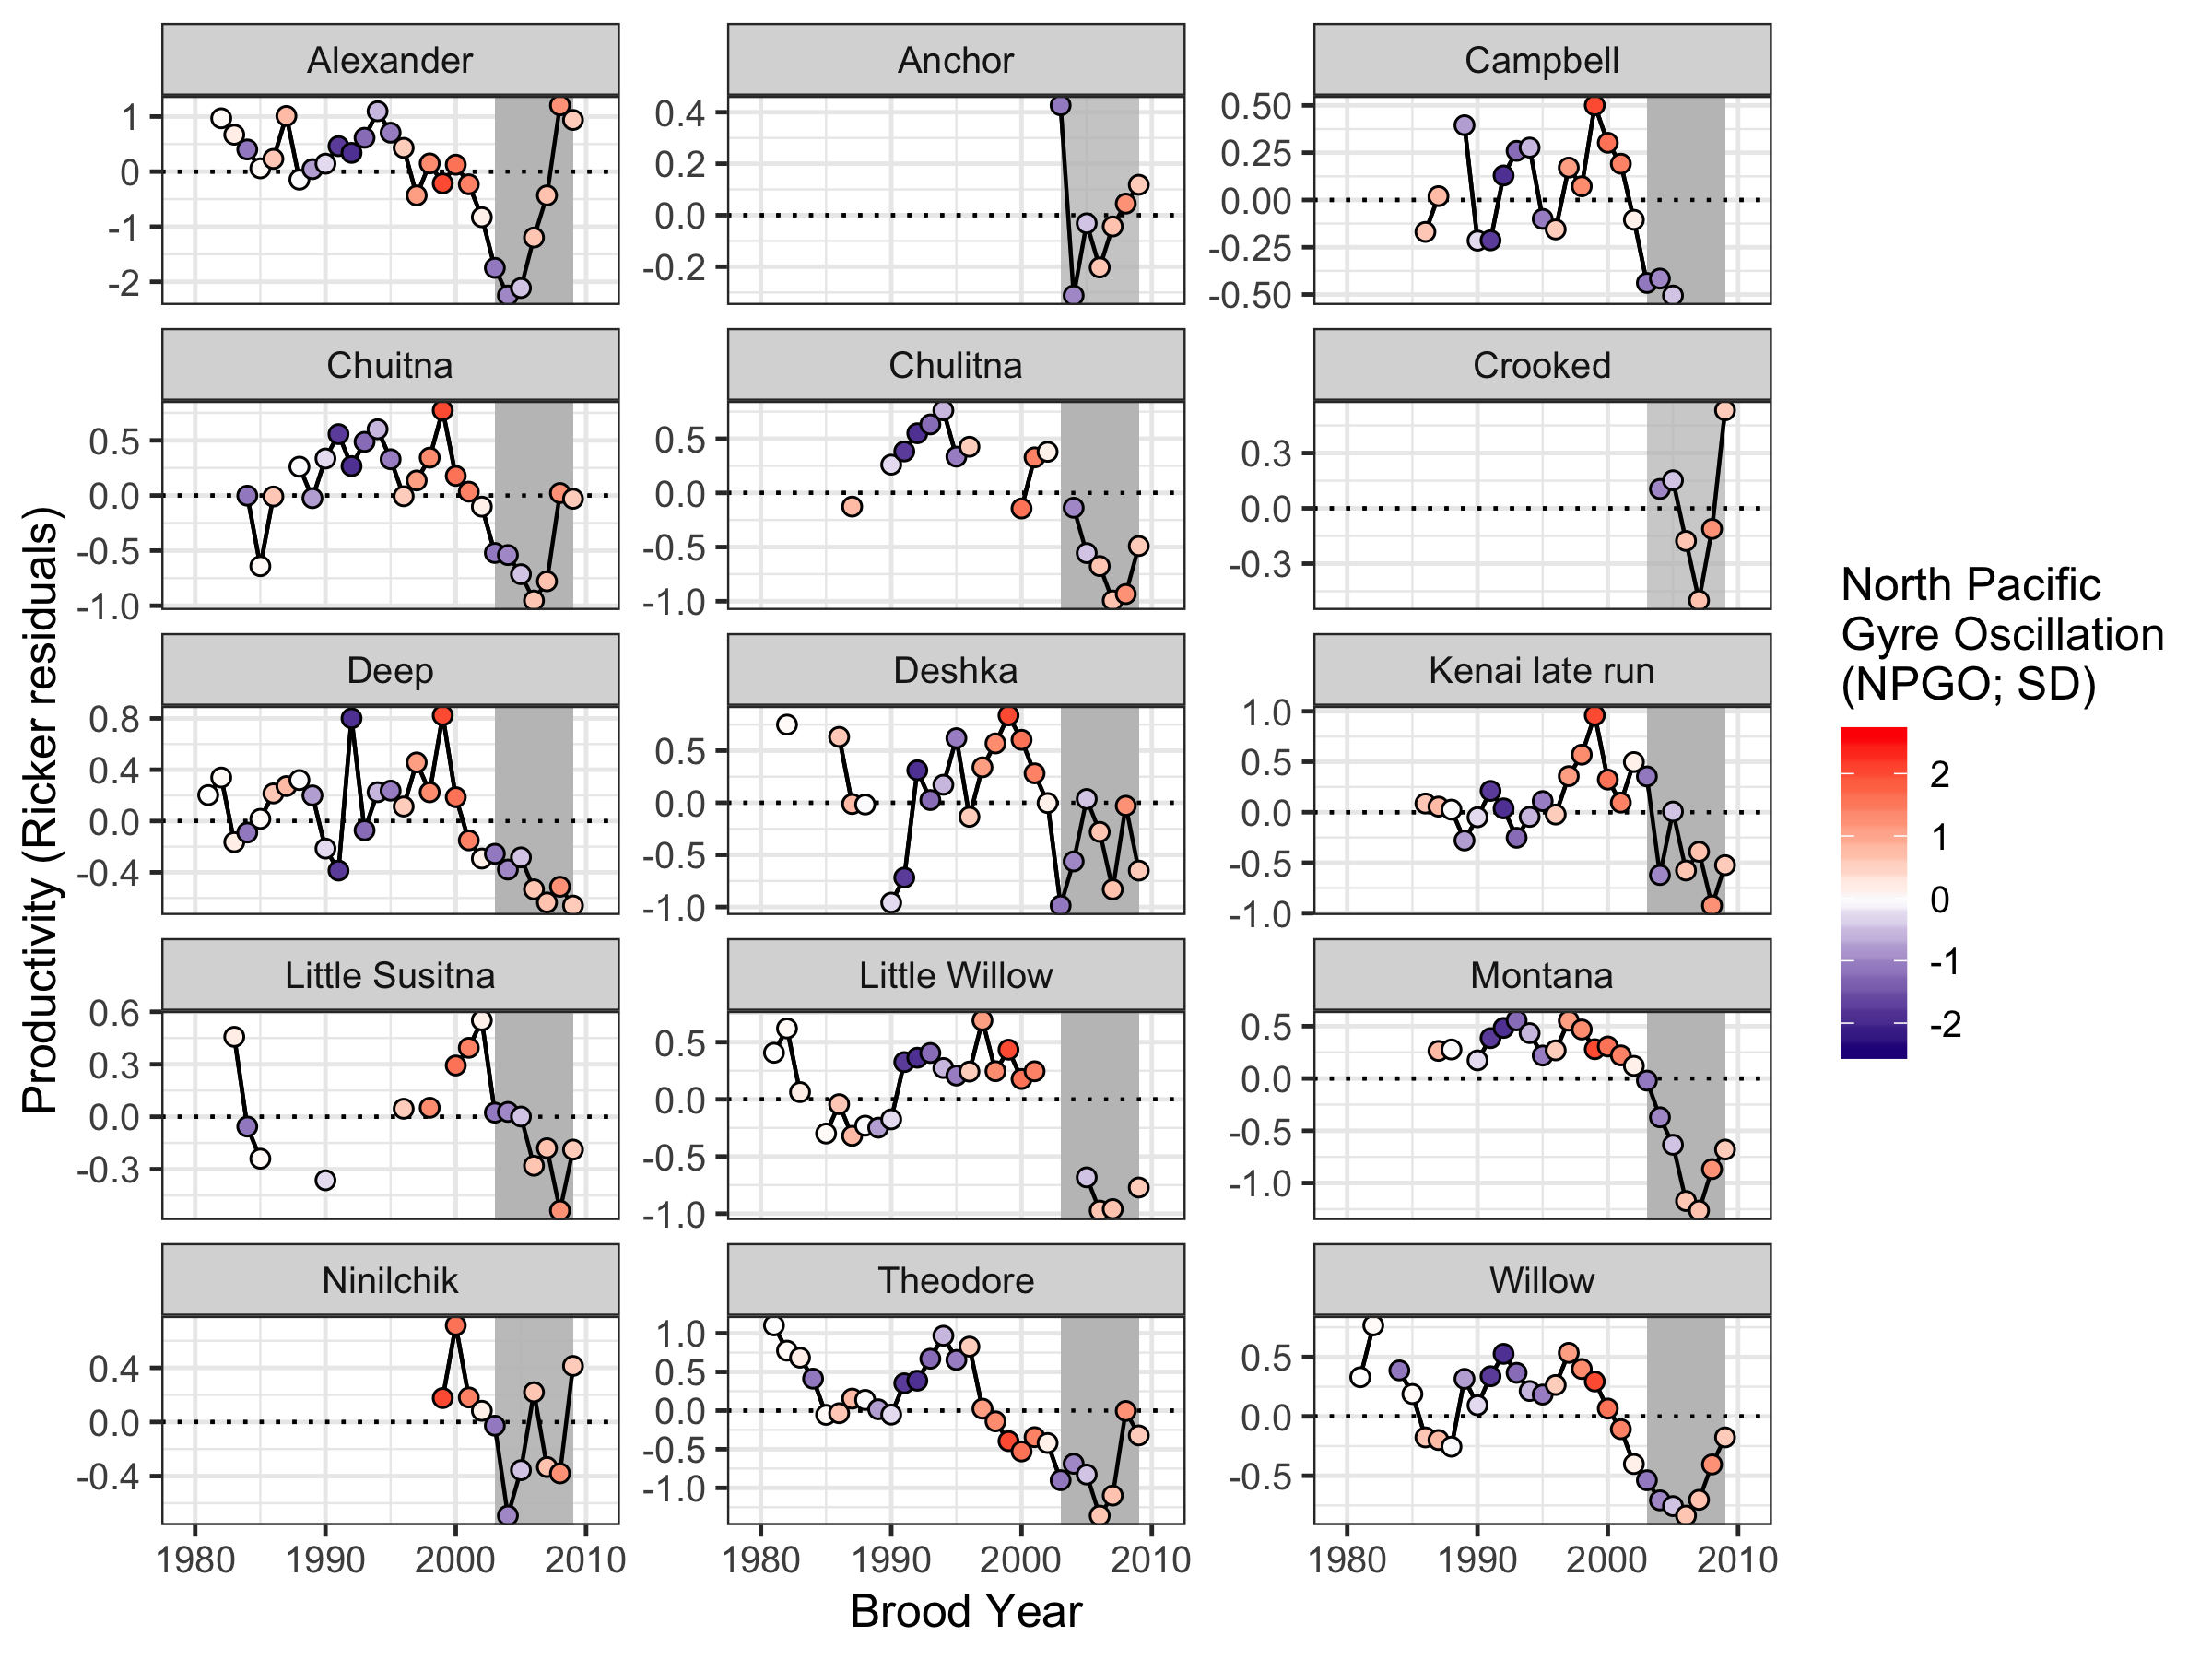 Alexander
Anchor
Campbell
1
0
-1
-2
0.4
0.2
0.0
-0.2
0.50
0.25
0.00
-0.25
-0.50
Chuitna
Chulitna
Crooked
0.5
0.0
-0.5
-1.0
0.5
0.0
-0.5
-1.0
0.3
0.0
-0.3
Deep
Deshka
Kenai late run
0.8
0.4
0.0
-0.4
0.5
0.0
-0.5
-1.0
1.0
0.5
0.0
-0.5
-1.0
Little Susitna
Little Willow
Montana
0.6
0.3
0.0
-0.3
0.5
0.0
-0.5
-1.0
0.5
0.0
-0.5
-1.0
Ninilchik
Theodore
Willow
0.4
0.0
-0.4
1.0
0.5
0.0
-0.5
-1.0
0.5
0.0
-0.5
1980 1990 2000 2010
1980 1990 2000 2010
1980 1990 2000 2010
Brood Year
Productivity (Ricker residuals)
North Pacific
Gyre Oscillation
(NPGO; SD)
2
1
0
-1
-2